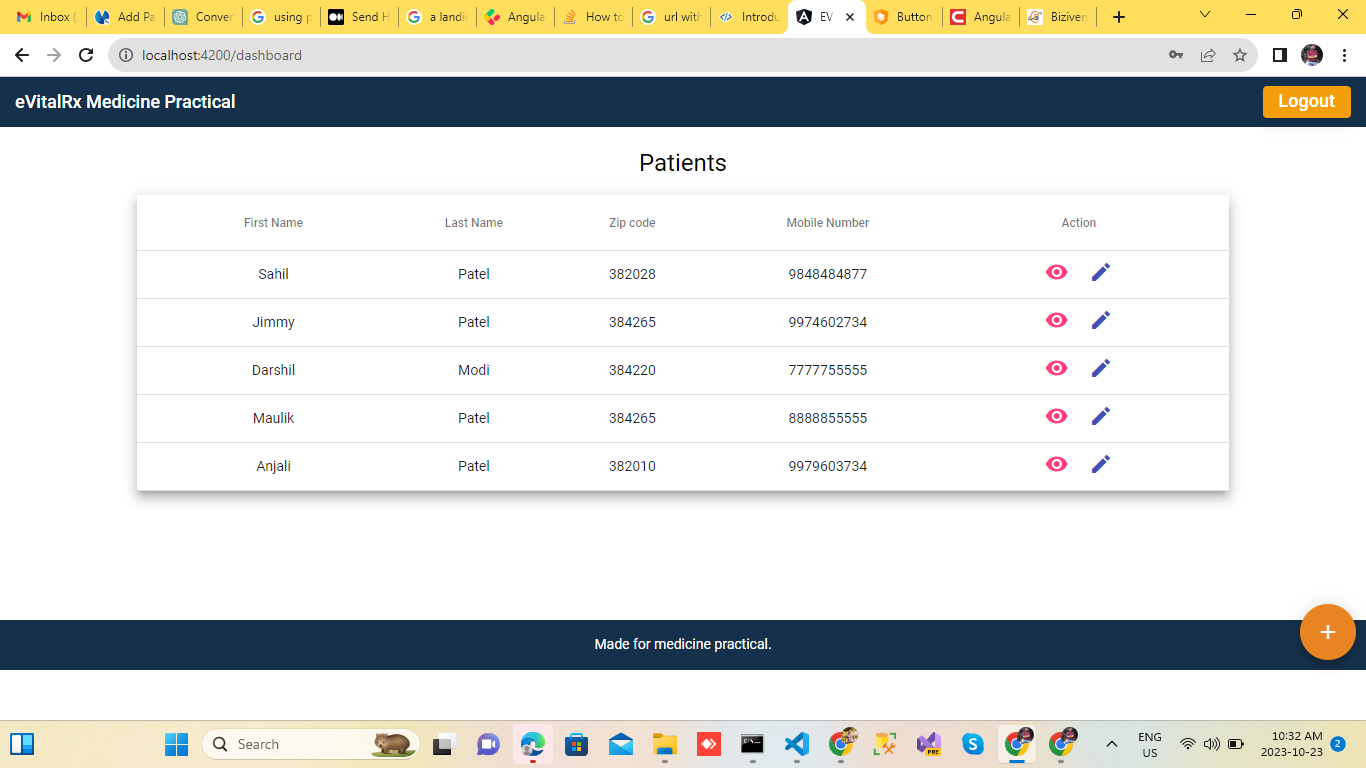 Inbox (
Add Pa
Conver
using p
Send H
a landi
Angula
How to
url with
Introdu
EV
Button
Angula
Biziver
localhost:4200/dashboard
eVitalRx Medicine Practical
Logout
Patients
First Name Last Name Zip code Mobile Number Action
Sahil Patel 382028 9848484877
Jimmy Patel 384265 9974602734
Darshil Modi 384220 7777755555
Maulik Patel 384265 8888855555
Anjali Patel 382010 9979603734
+
Made for medicine practical.
Search
PRE
ENG
US
10:32 AM
2023-10-23
2